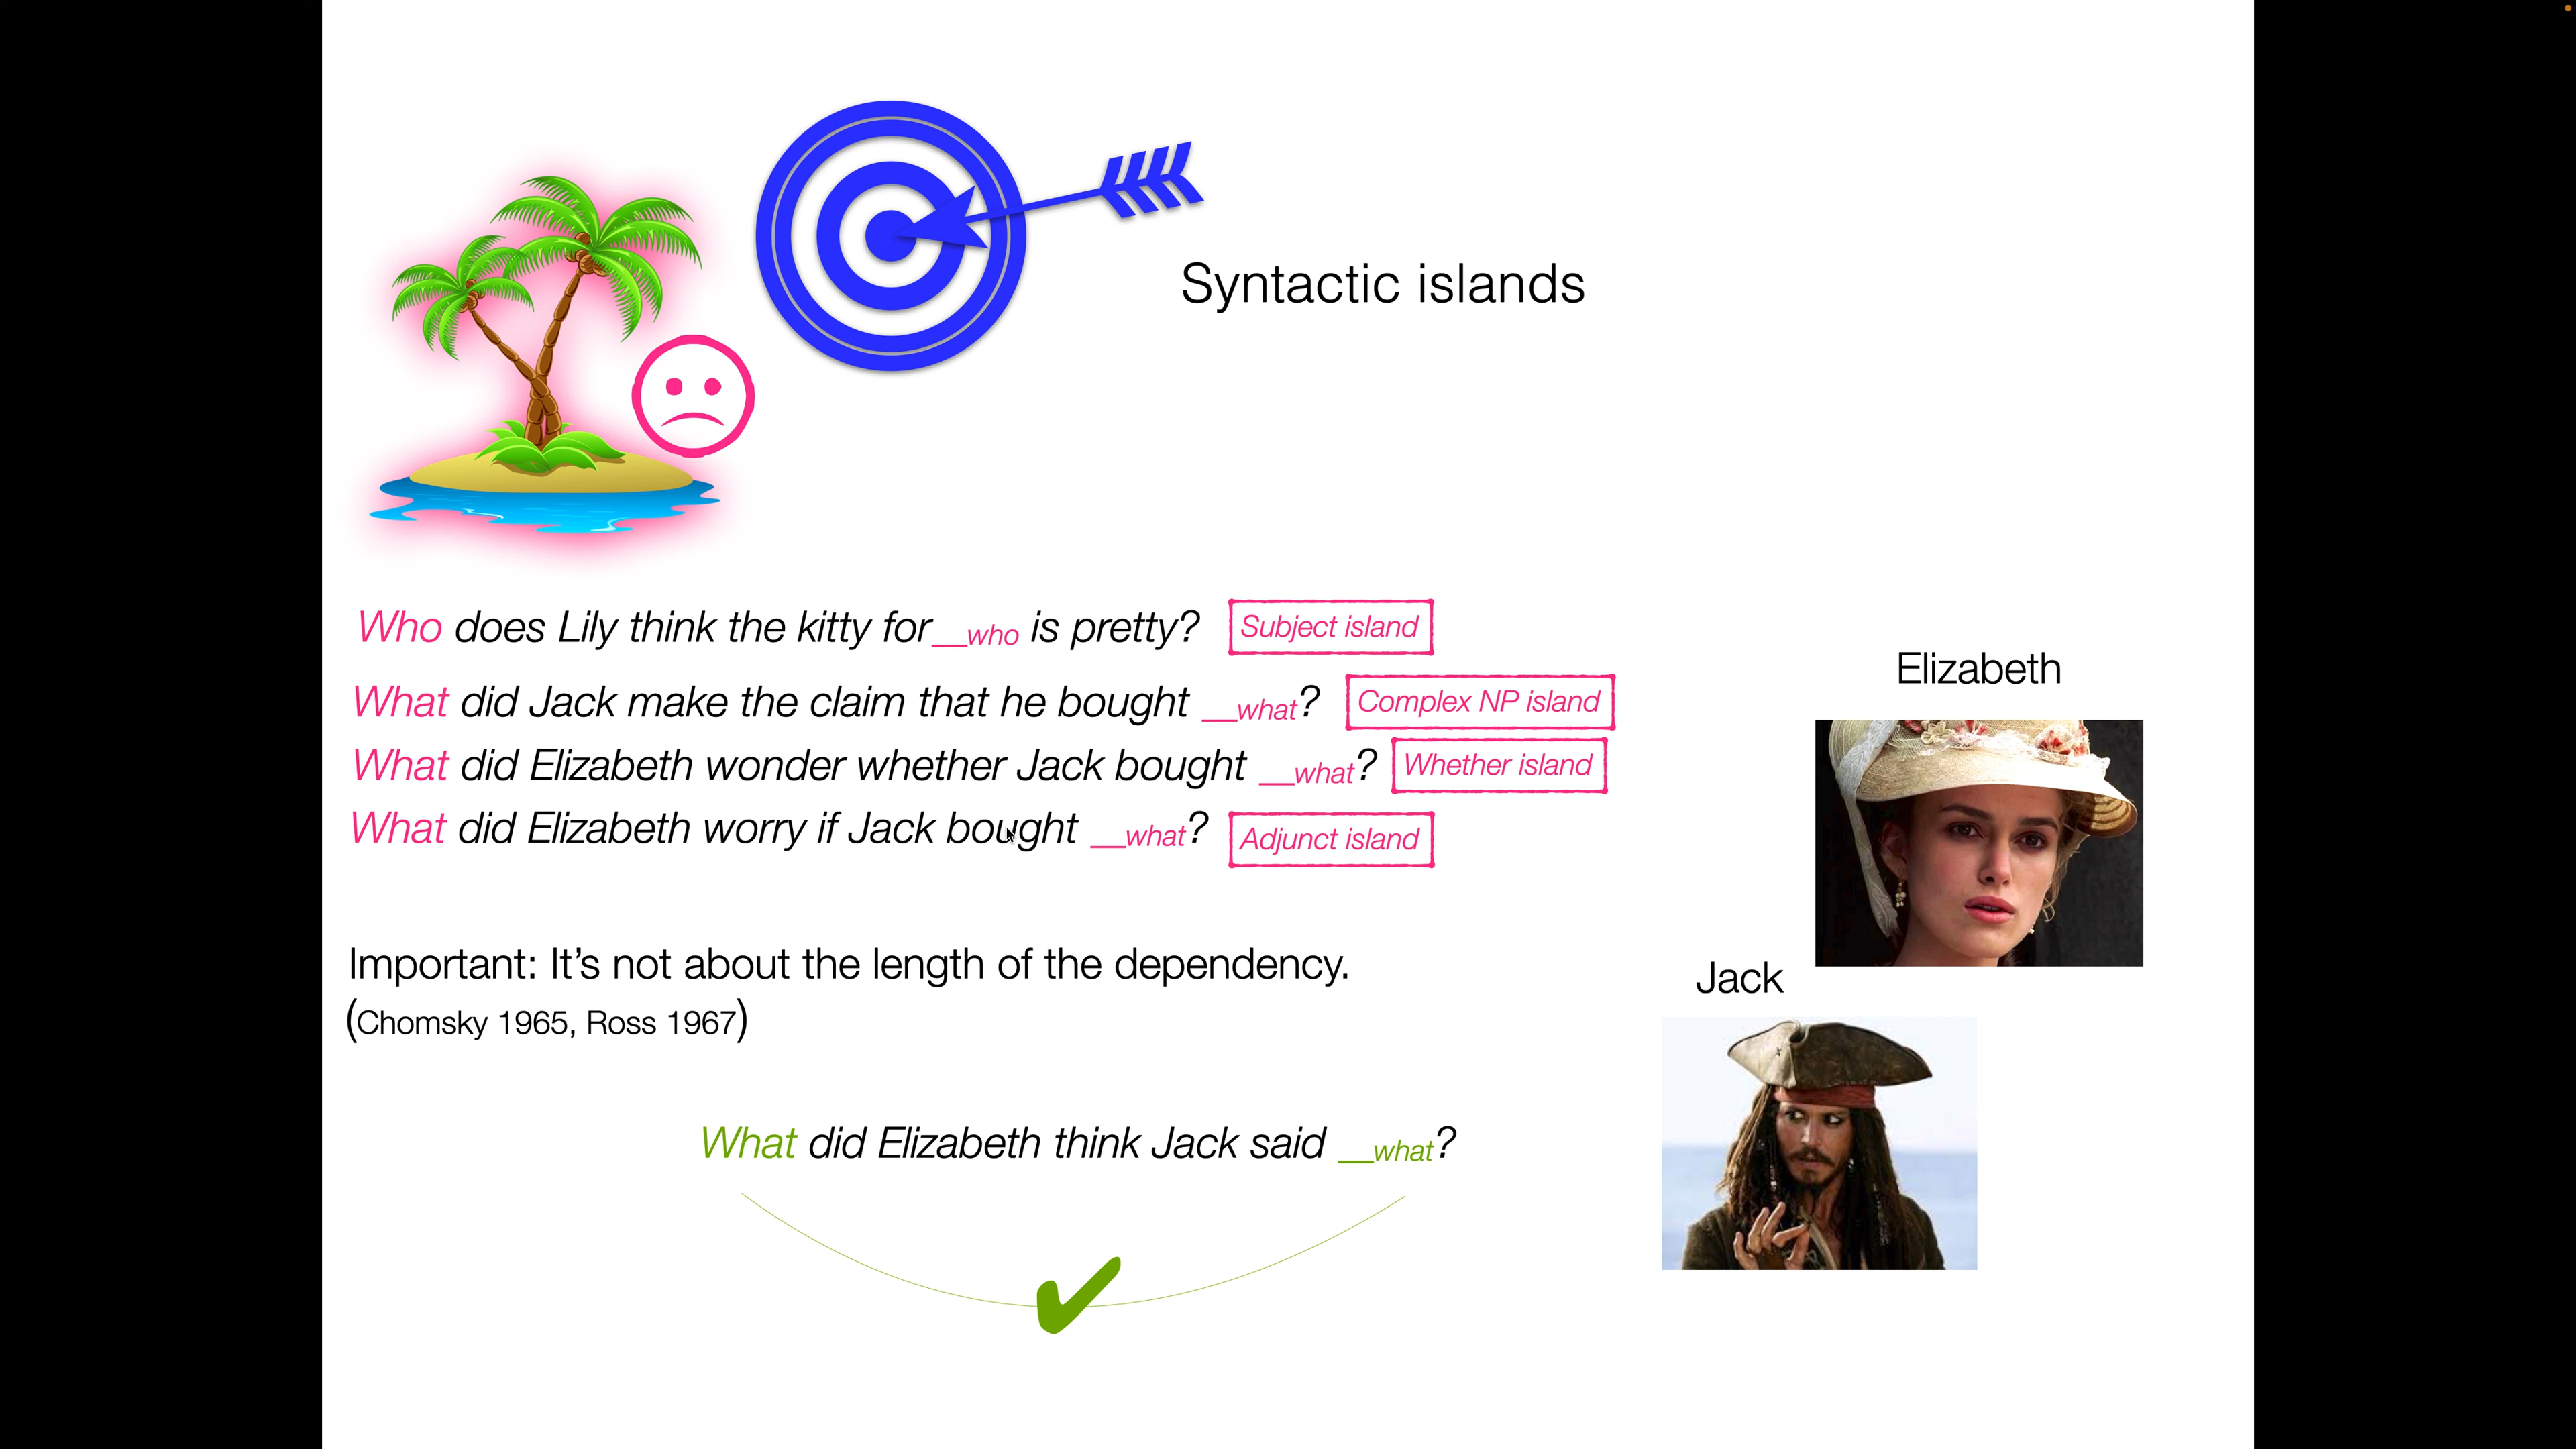 Syntactic islands
Who does Lily think the kitty for __who is pretty? Subject island
What did Jack make the claim that he bought __what? Complex NP island
What did Elizabeth wonder whether Jack bought __what? Whether island
What did Elizabeth worry if Jack bought __what? Adjunct island
Elizabeth
Important: It’s not about the length of the dependency.
(Chomsky 1965, Ross 1967)
Jack
What did Elizabeth think Jack said __what?